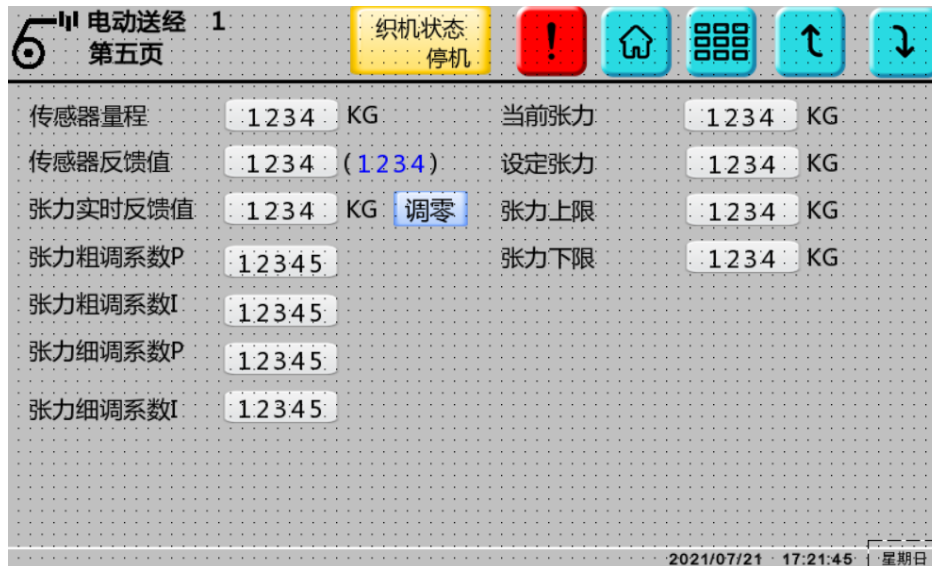 电动送经 1
第五页
织机状态
停机
!
传感器量程 1234 KG
传感器反馈值 1234 (1234)
张力实时反馈值 1234 KG 调零
张力粗调系数P 12345
张力粗调系数I 12345
张力细调系数P 12345
张力细调系数I 12345
当前张力 1234 KG
设定张力 1234 KG
张力上限 1234 KG
张力下限 1234 KG
2021/07/21 17:21:45 星期日